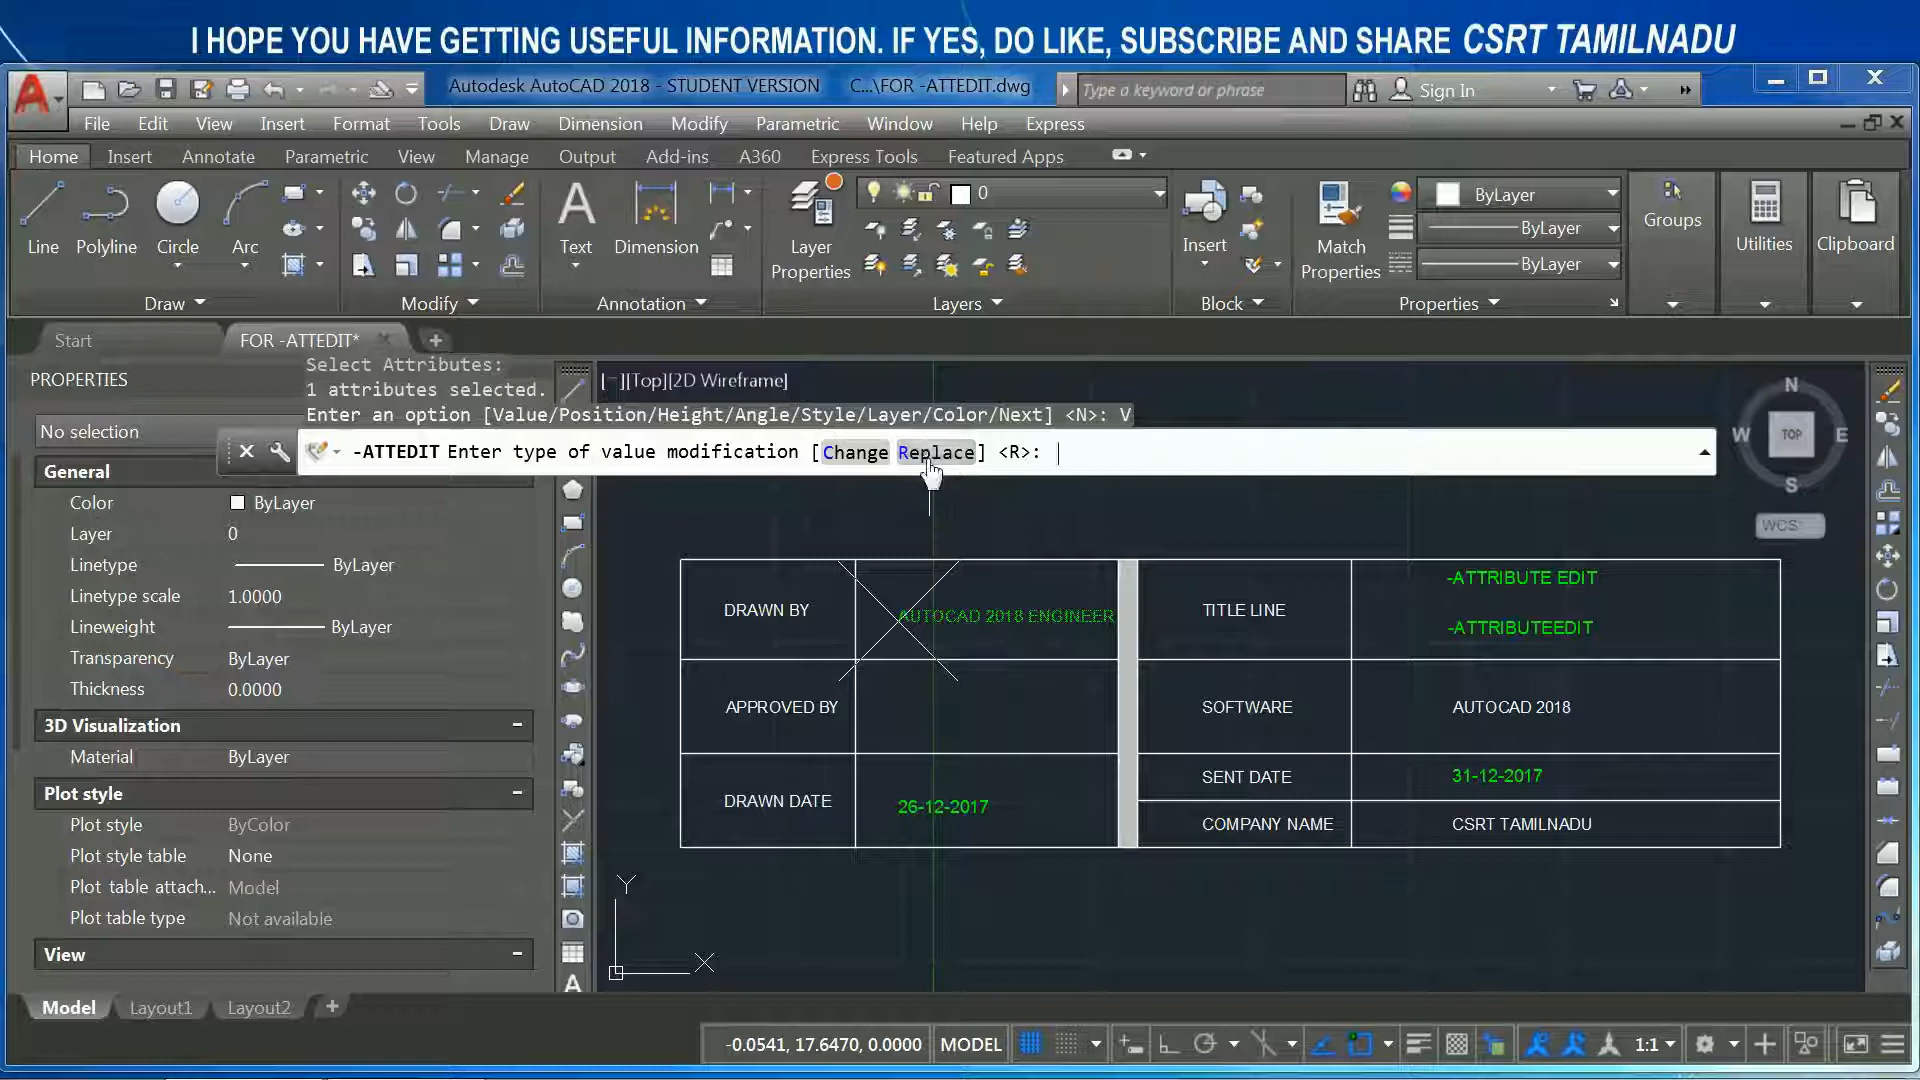 I HOPE YOU HAVE GETTING USEFUL INFORMATION. IF YES, DO LIKE, SUBSCRIBE AND SHARE CSRT TAMILNADU
Autodesk AutoCAD 2018 - STUDENT VERSION C...\FOR -ATTEDIT.dwg Type a keyword or phrase Sign In
File Edit View Insert Format Tools Draw Dimension Modify Parametric Window Help Express
Home Insert Annotate Parametric View Manage Output Add-ins A360 Express Tools Featured Apps
0 ByLayer
ByLayer
ByLayer
Line Polyline Circle Arc Text Dimension Layer Properties Insert Match Properties Groups Utilities Clipboard
Draw Modify Annotation Layers Block Properties
Start FOR -ATTEDIT*
Select Attributes:
1 attributes selected.
Enter an option [Value/Position/Height/Angle/Style/Layer/Color/Next] <N>: V
-ATTEDIT Enter type of value modification [Change Replace] <R>:
PROPERTIES
No selection
General
Color ByLayer
Layer 0
Linetype ByLayer
Linetype scale 1.0000
Lineweight ByLayer
Transparency ByLayer
Thickness 0.0000
3D Visualization
Material ByLayer
Plot style
Plot style ByColor
Plot style table None
Plot table attach... Model
Plot table type Not available
View
[−][Top][2D Wireframe]
N
W TOP E
S
WCS
DRAWN BY AUTOCAD 2018 ENGINEER TITLE LINE -ATTRIBUTE EDIT
-ATTRIBUTEEDIT
APPROVED BY SOFTWARE AUTOCAD 2018
DRAWN DATE 26-12-2017 SENT DATE 31-12-2017
COMPANY NAME CSRT TAMILNADU
Y
X
A
Model Layout1 Layout2
-0.0541, 17.6470, 0.0000 MODEL 1:1